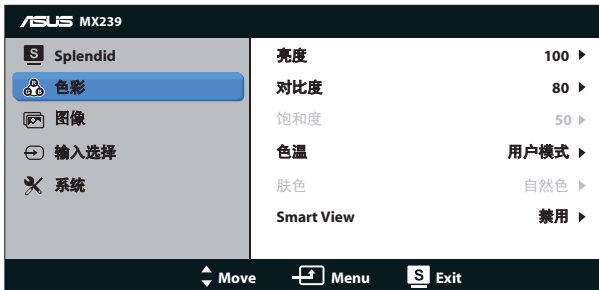 ASUS MX239
S Splendid
色彩
图像
输入选择
系统
亮度 100
对比度 80
饱和度 50
色温 用户模式
肤色 自然色
Smart View 禁用
Move Menu S Exit